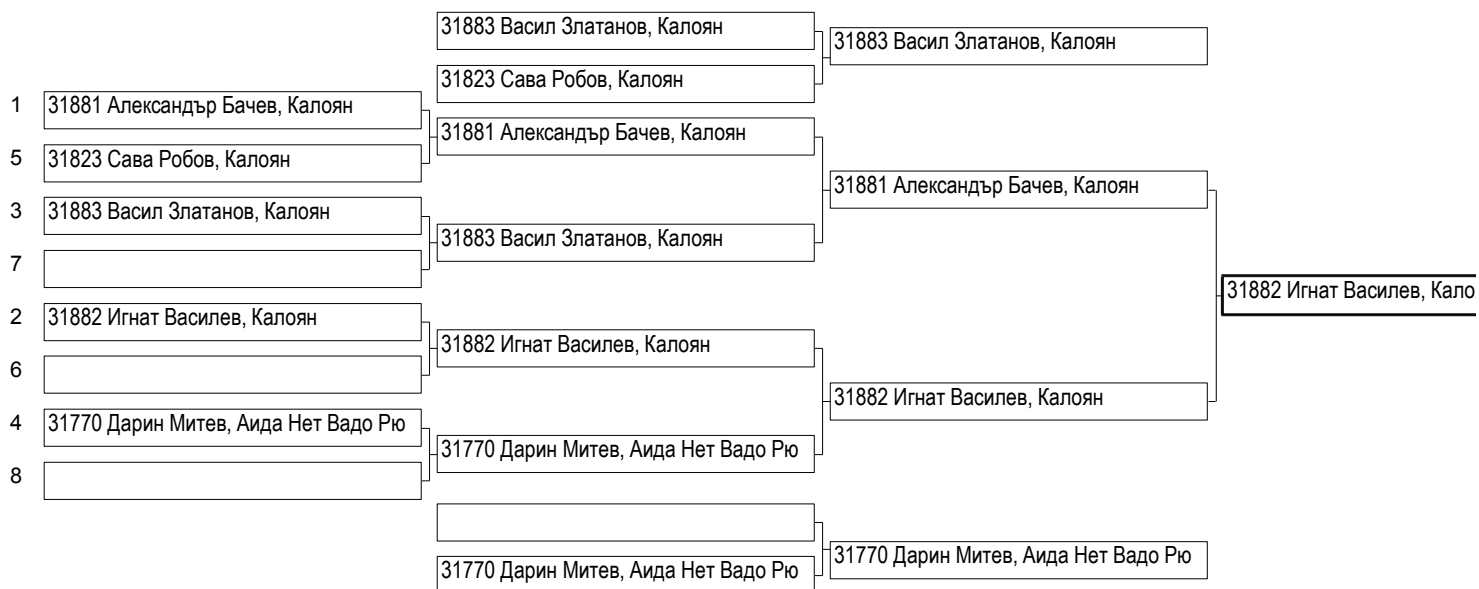 31883 Васил Златанов, Калоян
31883 Васил Златанов, Калоян
31823 Сава Робов, Калоян
1 31881 Александър Бачев, Калоян
31881 Александър Бачев, Калоян
5 31823 Сава Робов, Калоян
31881 Александър Бачев, Калоян
3 31883 Васил Златанов, Калоян
31883 Васил Златанов, Калоян
7
31882 Игнат Василев, Кало
2 31882 Игнат Василев, Калоян
31882 Игнат Василев, Калоян
6
31882 Игнат Василев, Калоян
4 31770 Дарин Митев, Аида Нет Вадо Рю
31770 Дарин Митев, Аида Нет Вадо Рю
8
31770 Дарин Митев, Аида Нет Вадо Рю
31770 Дарин Митев, Аида Нет Вадо Рю